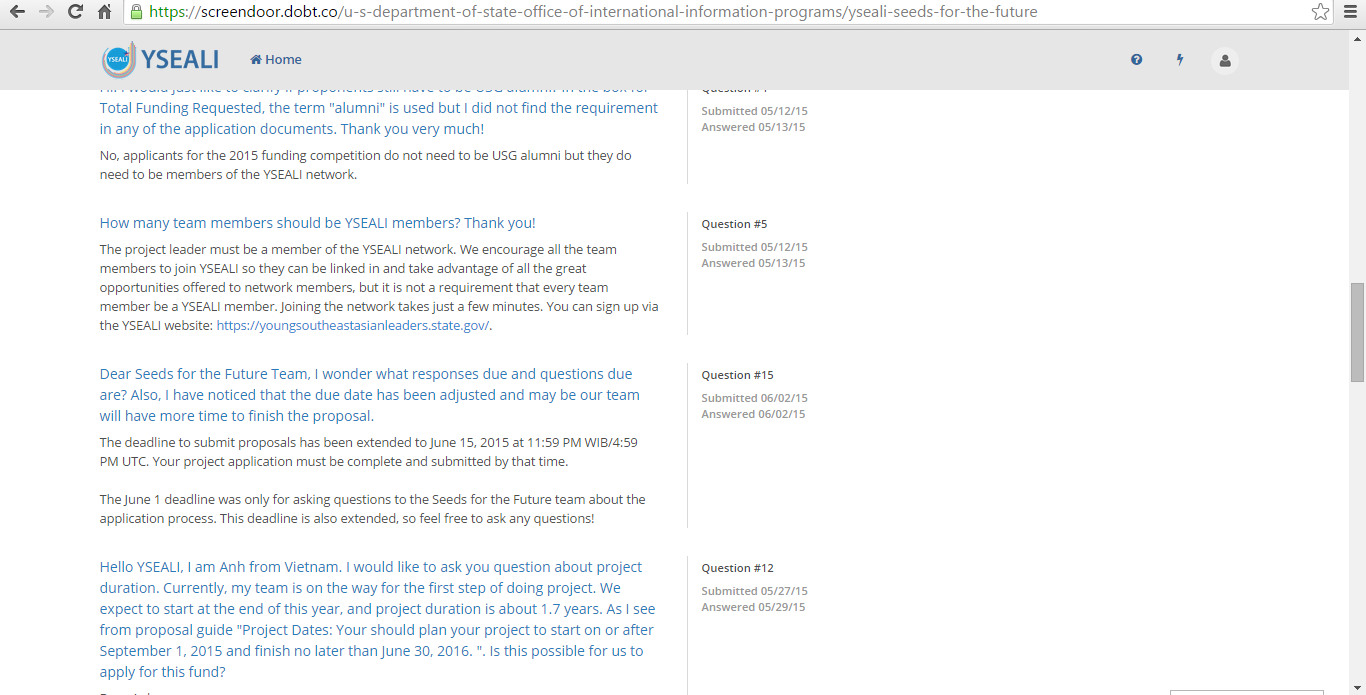 https://screendoor.dobt.co/u-s-department-of-state-office-of-international-information-programs/yseali-seeds-for-the-future
YSEALI YSEALI Home
Total Funding Requested, the term "alumni" is used but I did not find the requirement
in any of the application documents. Thank you very much!
No, applicants for the 2015 funding competition do not need to be USG alumni but they do
need to be members of the YSEALI network.
Submitted 05/12/15
Answered 05/13/15
How many team members should be YSEALI members? Thank you!
The project leader must be a member of the YSEALI network. We encourage all the team
members to join YSEALI so they can be linked in and take advantage of all the great
opportunities offered to network members, but it is not a requirement that every team
member be a YSEALI member. Joining the network takes just a few minutes. You can sign up via
the YSEALI website: https://youngsoutheastasianleaders.state.gov/.
Question #5
Submitted 05/12/15
Answered 05/13/15
Dear Seeds for the Future Team, I wonder what responses due and questions due
are? Also, I have noticed that the due date has been adjusted and may be our team
will have more time to finish the proposal.
The deadline to submit proposals has been extended to June 15, 2015 at 11:59 PM WIB/4:59
PM UTC. Your project application must be complete and submitted by that time.
The June 1 deadline was only for asking questions to the Seeds for the Future team about the
application process. This deadline is also extended, so feel free to ask any questions!
Question #15
Submitted 06/02/15
Answered 06/02/15
Hello YSEALI, I am Anh from Vietnam. I would like to ask you question about project
duration. Currently, my team is on the way for the first step of doing project. We
expect to start at the end of this year, and project duration is about 1.7 years. As I see
from proposal guide "Project Dates: Your should plan your project to start on or after
September 1, 2015 and finish no later than June 30, 2016. ". Is this possible for us to
apply for this fund?
Question #12
Submitted 05/27/15
Answered 05/29/15